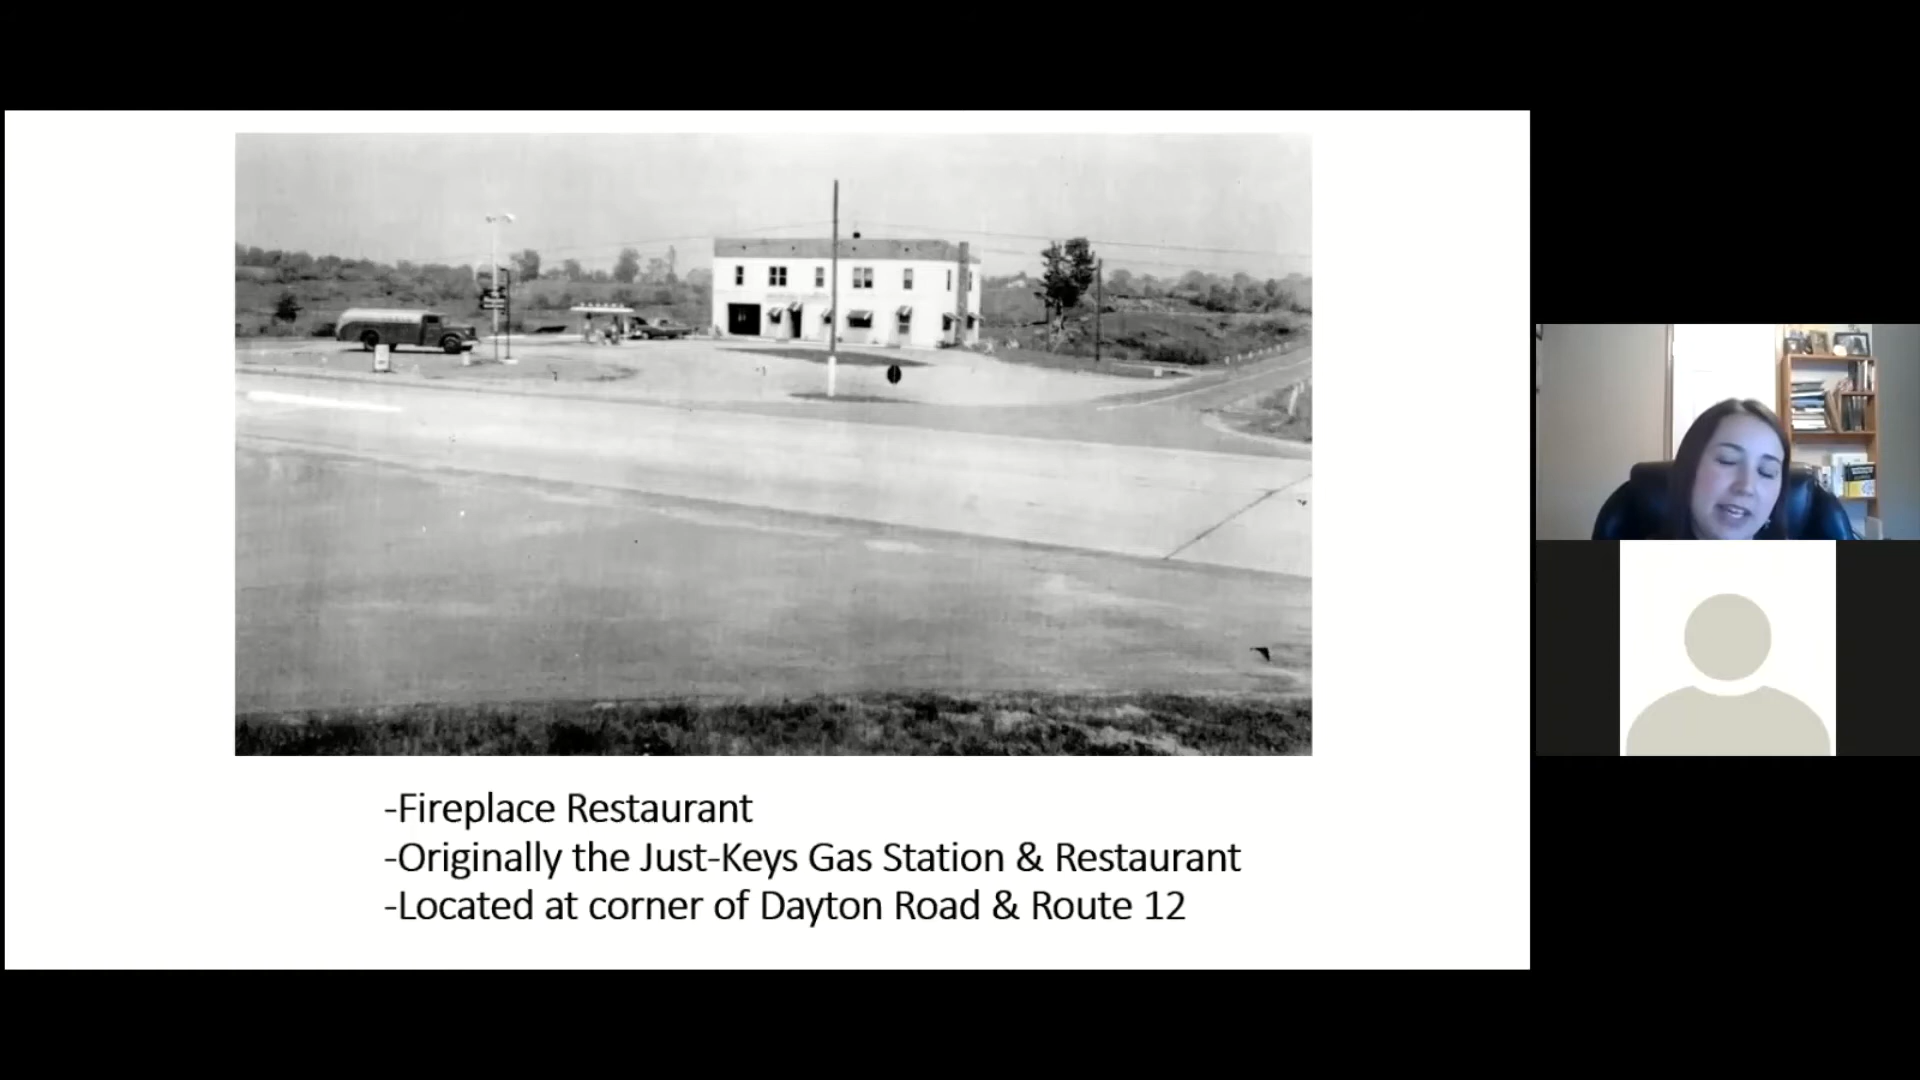 -Fireplace Restaurant
-Originally the Just-Keys Gas Station & Restaurant
-Located at corner of Dayton Road & Route 12